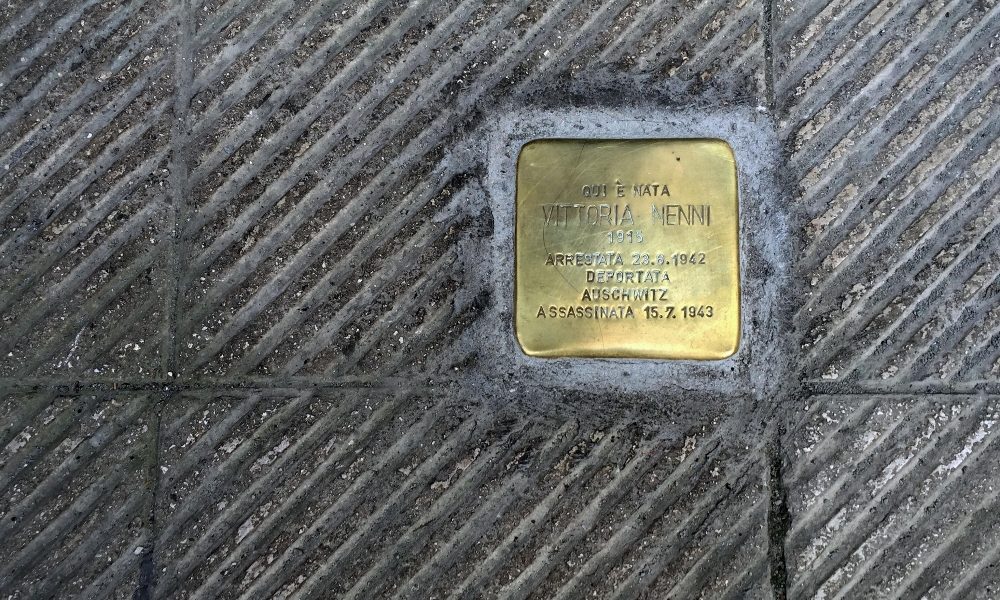 QUI È NATA
VITTORIA NENNI
1915
ARRESTATA 23.6.1942
DEPORTATA
AUSCHWITZ
ASSASSINATA 15.7.1943